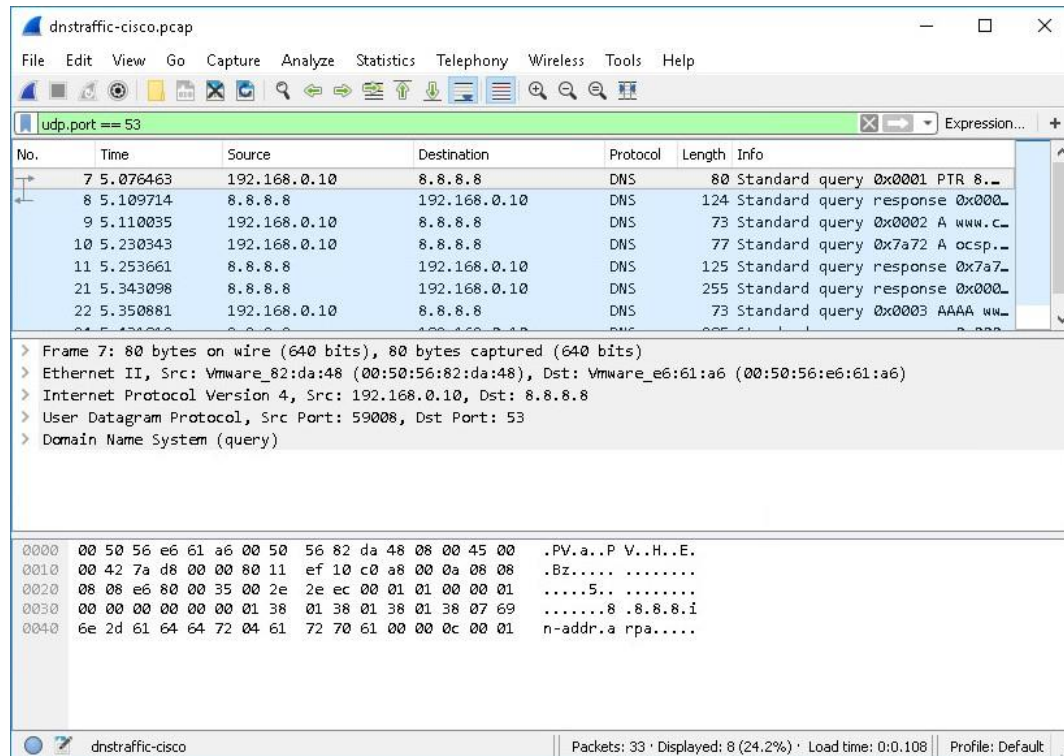 dnstraffic-cisco.pcap
File Edit View Go Capture Analyze Statistics Telephony Wireless Tools Help
udp.port == 53 Expression... +
No. Time Source Destination Protocol Length Info
7 5.076463 192.168.0.10 8.8.8.8 DNS 80 Standard query 0x0001 PTR 8.…
8 5.109714 8.8.8.8 192.168.0.10 DNS 124 Standard query response 0x000…
9 5.110035 192.168.0.10 8.8.8.8 DNS 73 Standard query 0x0002 A www.c…
10 5.230343 192.168.0.10 8.8.8.8 DNS 77 Standard query 0x7a72 A ocsp.…
11 5.253661 8.8.8.8 192.168.0.10 DNS 125 Standard query response 0x7a7…
21 5.343098 8.8.8.8 192.168.0.10 DNS 255 Standard query response 0x000…
22 5.350881 192.168.0.10 8.8.8.8 DNS 73 Standard query 0x0003 AAAA ww…
> Frame 7: 80 bytes on wire (640 bits), 80 bytes captured (640 bits)
> Ethernet II, Src: Vmware_82:da:48 (00:50:56:82:da:48), Dst: Vmware_e6:61:a6 (00:50:56:e6:61:a6)
> Internet Protocol Version 4, Src: 192.168.0.10, Dst: 8.8.8.8
> User Datagram Protocol, Src Port: 59008, Dst Port: 53
> Domain Name System (query)
0000 00 50 56 e6 61 a6 00 50 56 82 da 48 08 00 45 00 .PV.a..P V..H..E.
0010 00 42 7a d8 00 00 80 11 ef 10 c0 a8 00 0a 08 08 .Bz..... ........
0020 08 08 e6 80 00 35 00 2e 2e ec 00 01 01 00 00 01 .....5.. ........
0030 00 00 00 00 00 00 01 38 01 38 01 38 01 38 07 69 .......8 .8.8.8.i
0040 6e 2d 61 64 64 72 04 61 72 70 61 00 00 0c 00 01 n-addr.a rpa.....
dnstraffic-cisco Packets: 33 · Displayed: 8 (24.2%) · Load time: 0:0.108 Profile: Default